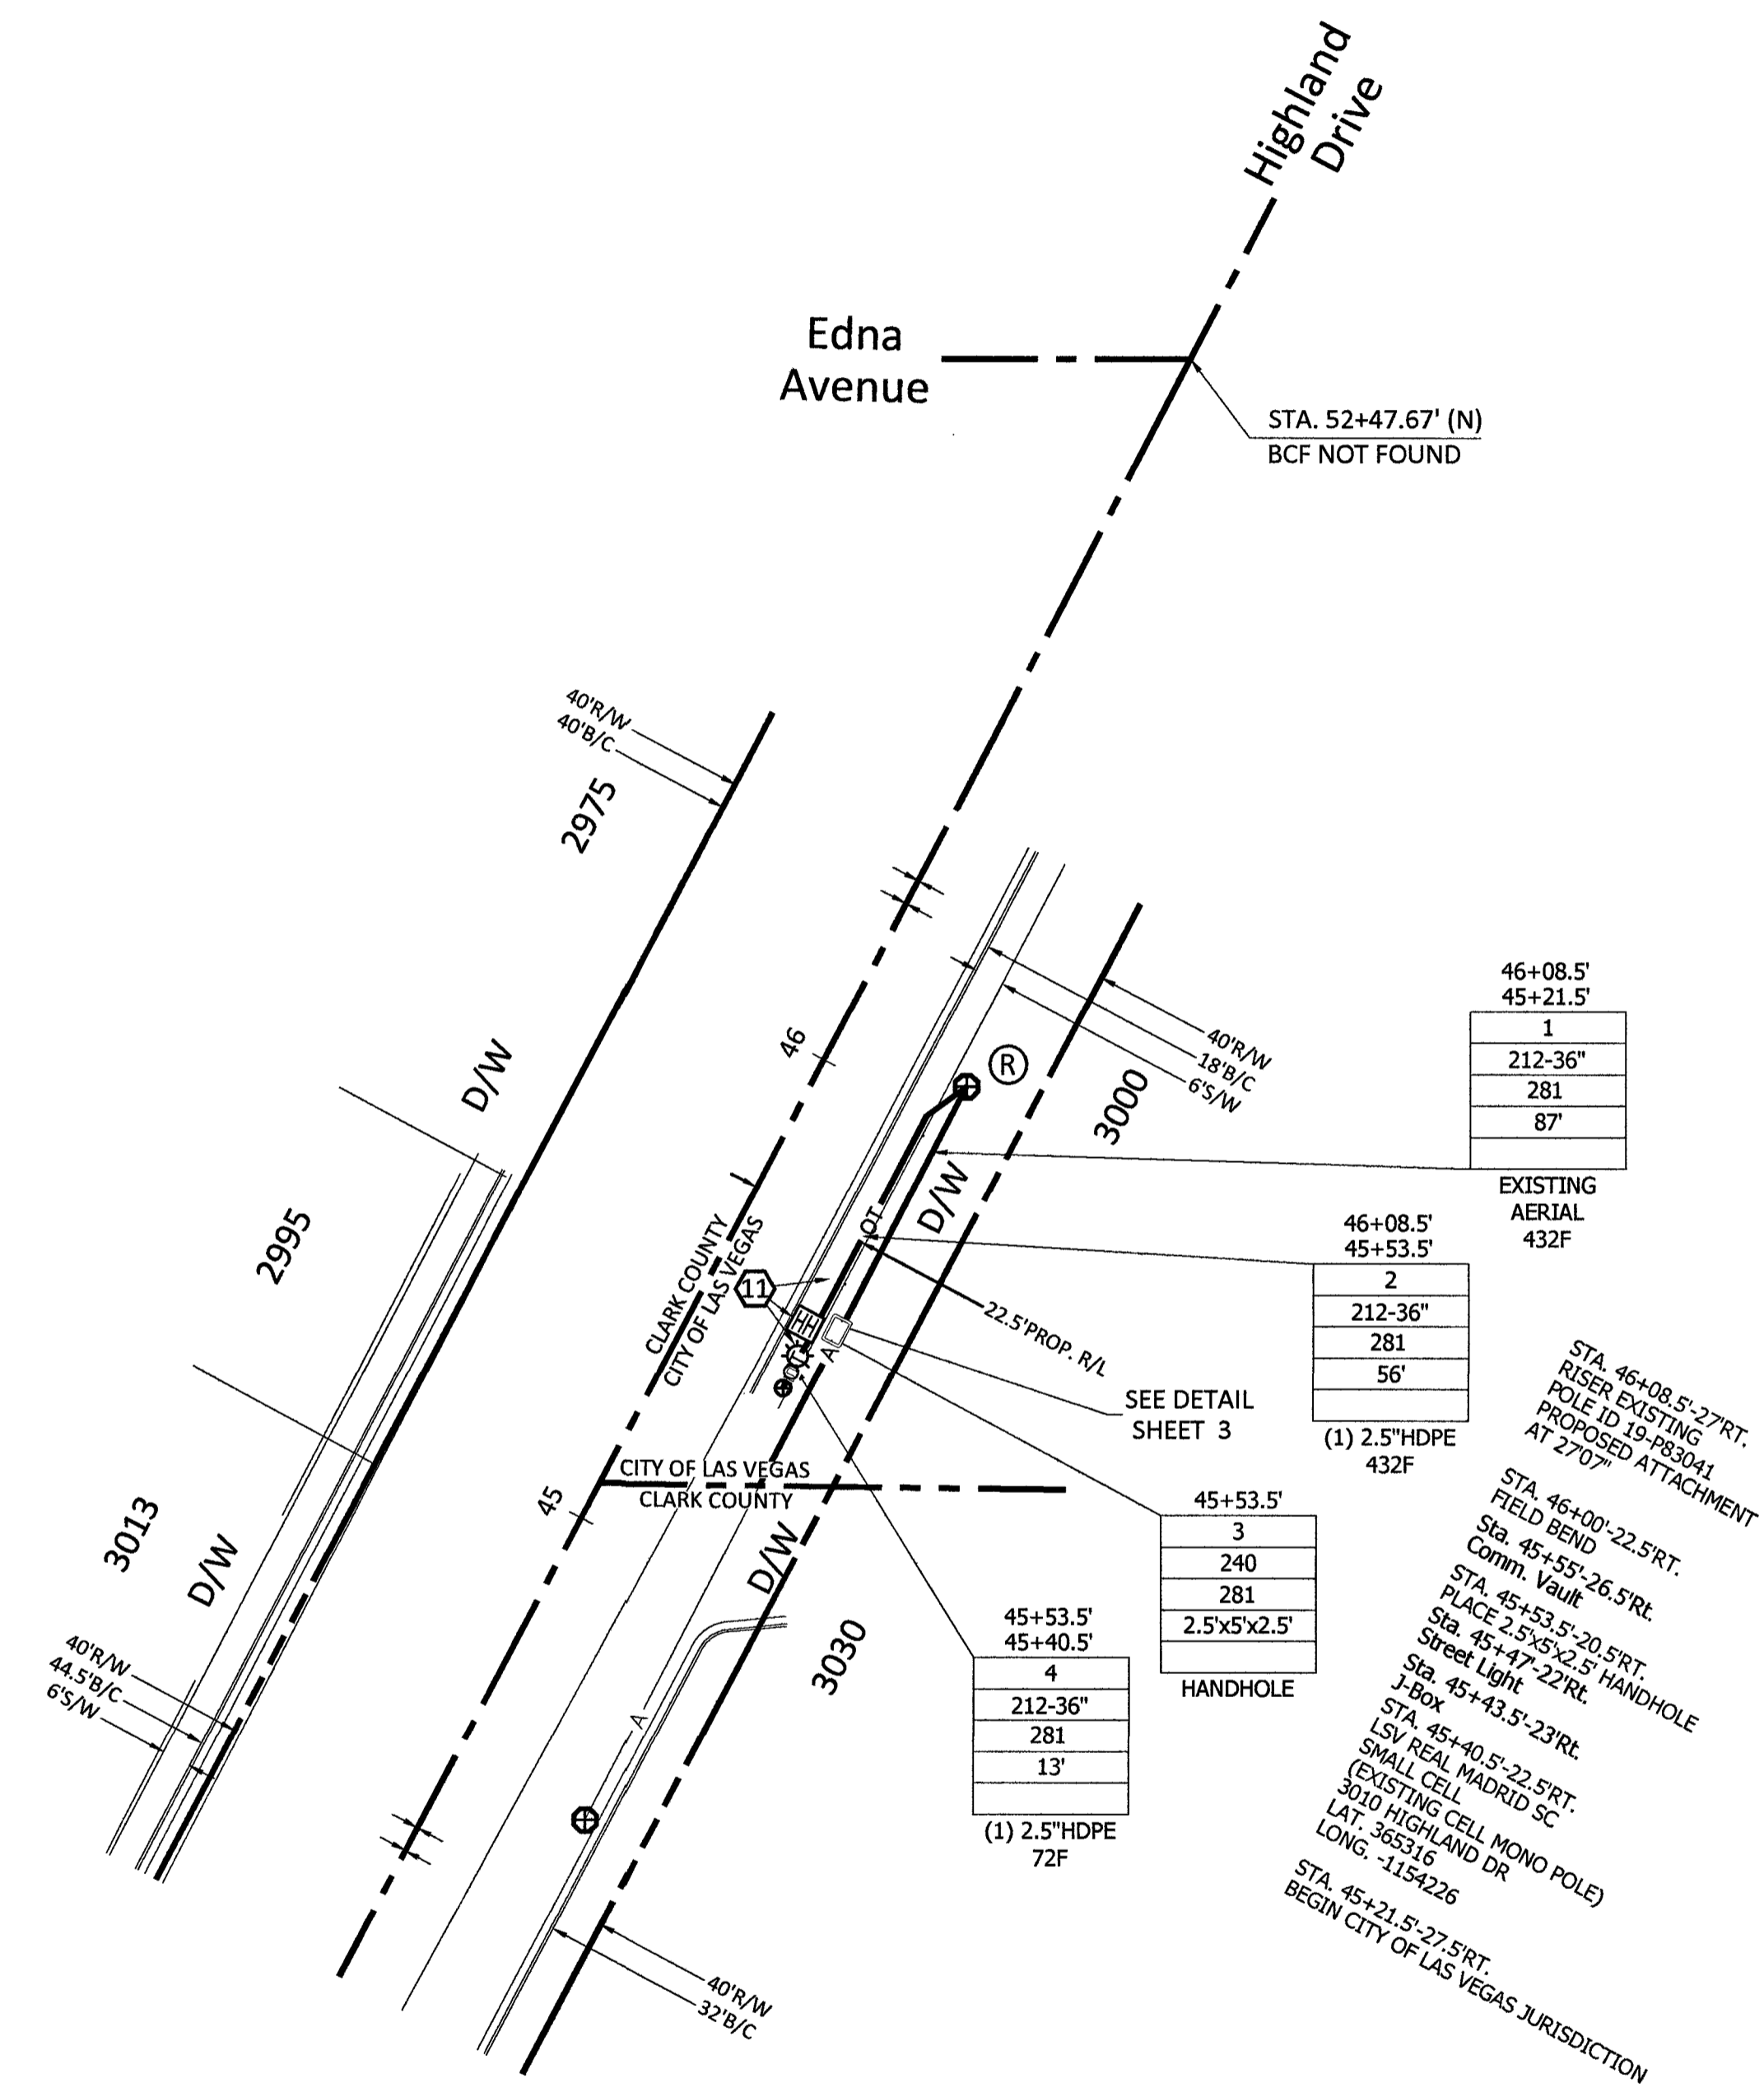 Highland
Drive
Edna
Avenue
STA. 52+47.67' (N)
BCF NOT FOUND
40'R/W
40'B/C
2975
46
D/W
2995
CLARK COUNTY
CITY OF LAS VEGAS
11
R
40'R/W
18'B/C
6'S/W
3000
D/W
OT
22.5'PROP. R/L
HH
A
SEE DETAIL
SHEET 3
46+08.5'
45+21.5'
1
212-36"
281
87'
EXISTING
AERIAL
432F
46+08.5'
45+53.5'
2
212-36"
281
56'
(1) 2.5"HDPE
432F
CITY OF LAS VEGAS
CLARK COUNTY
45
3013
D/W
D/W
45+53.5'
3
240
281
2.5'x5'x2.5'
HANDHOLE
45+53.5'
45+40.5'
4
212-36"
281
13'
(1) 2.5"HDPE
72F
3030
A
40'R/W
44.5'B/C
6'S/W
40'R/W
32'B/C
STA. 46+08.5'-27'RT.
RISER EXISTING
POLE ID 19-P83041
PROPOSED ATTACHMENT
AT 27'07"
STA. 46+00'-22.5'RT.
FIELD BEND
Sta. 45+55'-26.5'Rt.
Comm. Vault
STA. 45+53.5'-20.5'RT.
PLACE 2.5'x5'x2.5' HANDHOLE
Sta. 45+47'-22'Rt.
Street Light
Sta. 45+43.5'-23'Rt.
J-Box
STA. 45+40.5'-22.5'RT.
LSV REAL MADRID SC
SMALL CELL
(EXISTING CELL MONO POLE)
3010 HIGHLAND DR
LAT. 365316
LONG. -1154226
STA. 45+21.5'-27.5'RT.
BEGIN CITY OF LAS VEGAS JURISDICTION